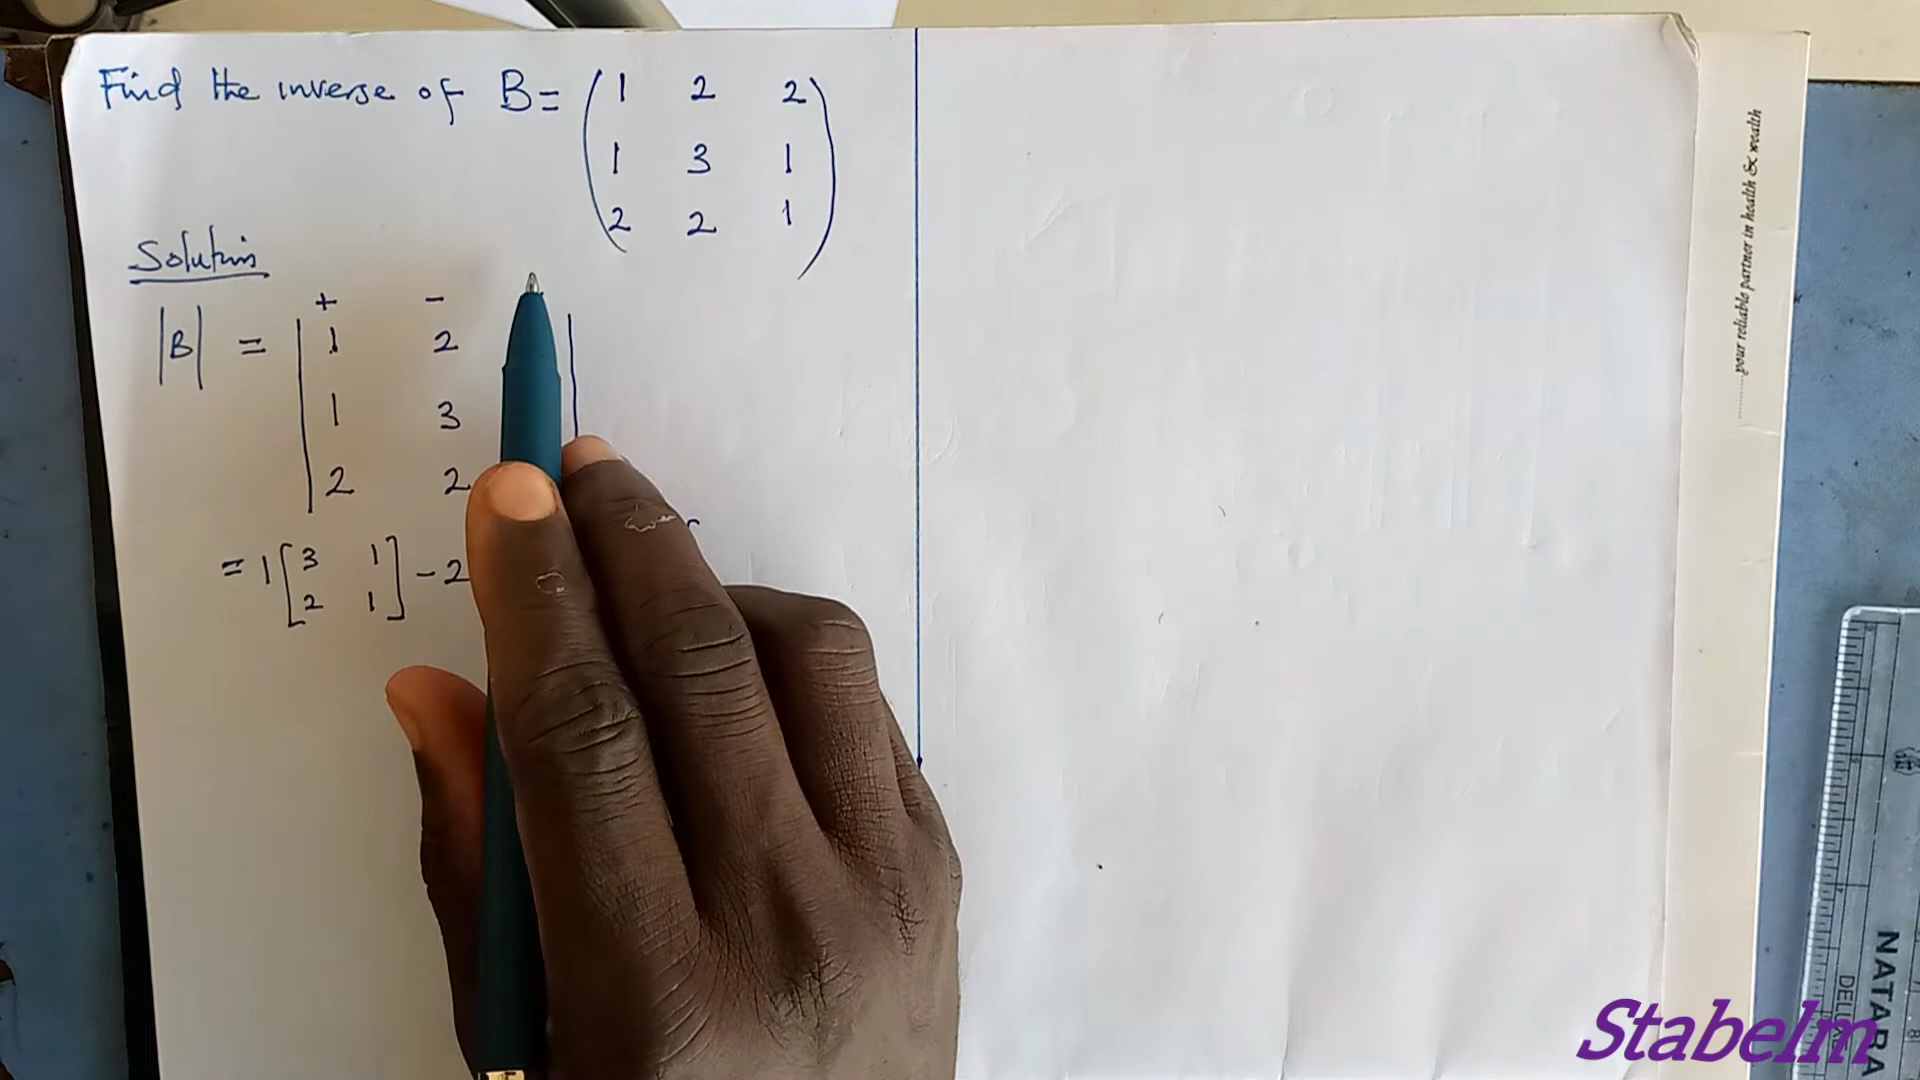 Find the inverse of B = ( 1 2 2
1 3 1
2 2 1 )
Solution
+ -
|B| = | 1 2 |
1 3
2 2
= 1 [ 3 1 ] - 2
2 1
.........your reliable partner in health & wealth
NATARA
Stabelm